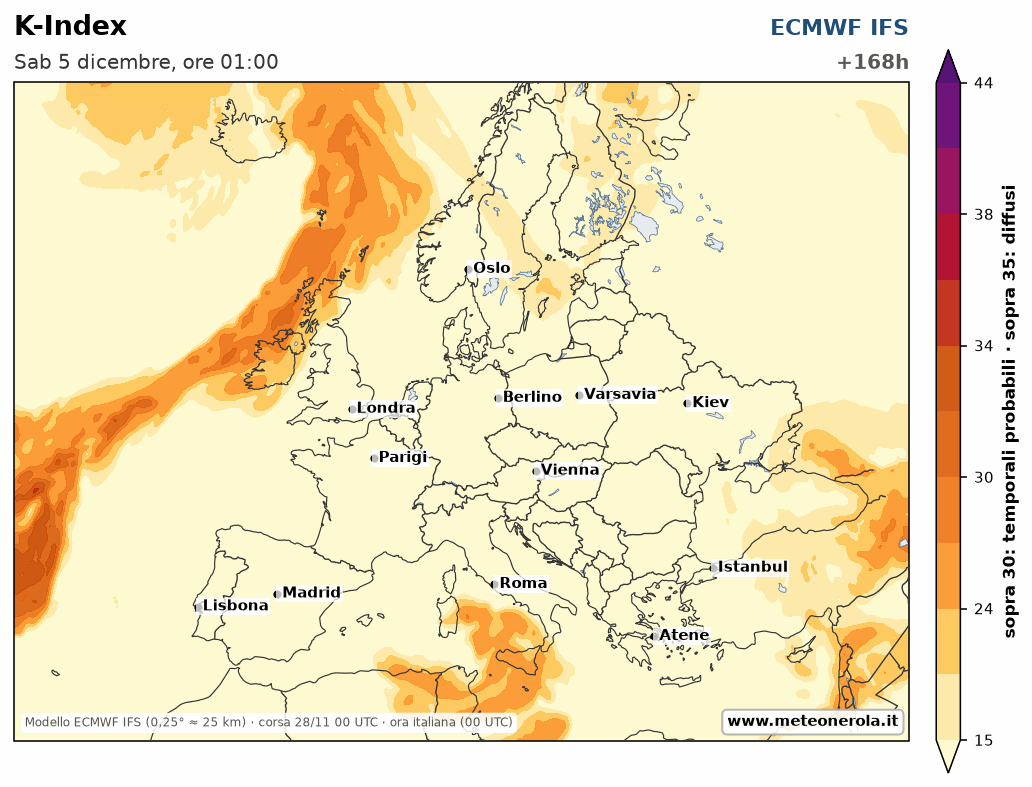 K-Index
ECMWF IFS
Sab 5 dicembre, ore 01:00
+168h
44
38
34
30
24
15
sopra 30: temporali probabili · sopra 35: diffusi
Oslo
Berlino
Varsavia
Kiev
Londra
Parigi
Vienna
Istanbul
Roma
Madrid
Lisbona
Atene
Modello ECMWF IFS (0,25° ≈ 25 km) · corsa 28/11 00 UTC · ora italiana (00 UTC)
www.meteonerola.it